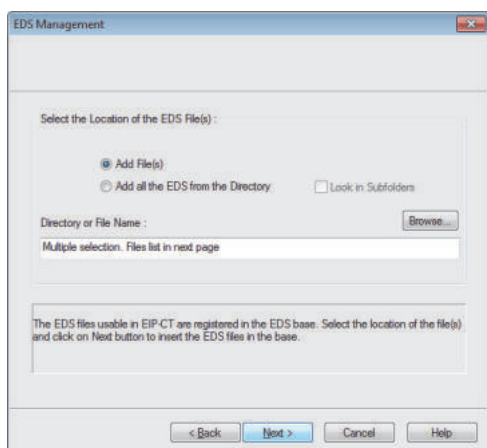 EDS Management
Select the Location of the EDS File(s) :
Add File(s)
Add all the EDS from the Directory Look in Subfolders
Directory or File Name : Browse...
Multiple selection. Files list in next page
The EDS files usable in EIP-CT are registered in the EDS base. Select the location of the file(s)
and click on Next button to insert the EDS files in the base.
< Back Next > Cancel Help